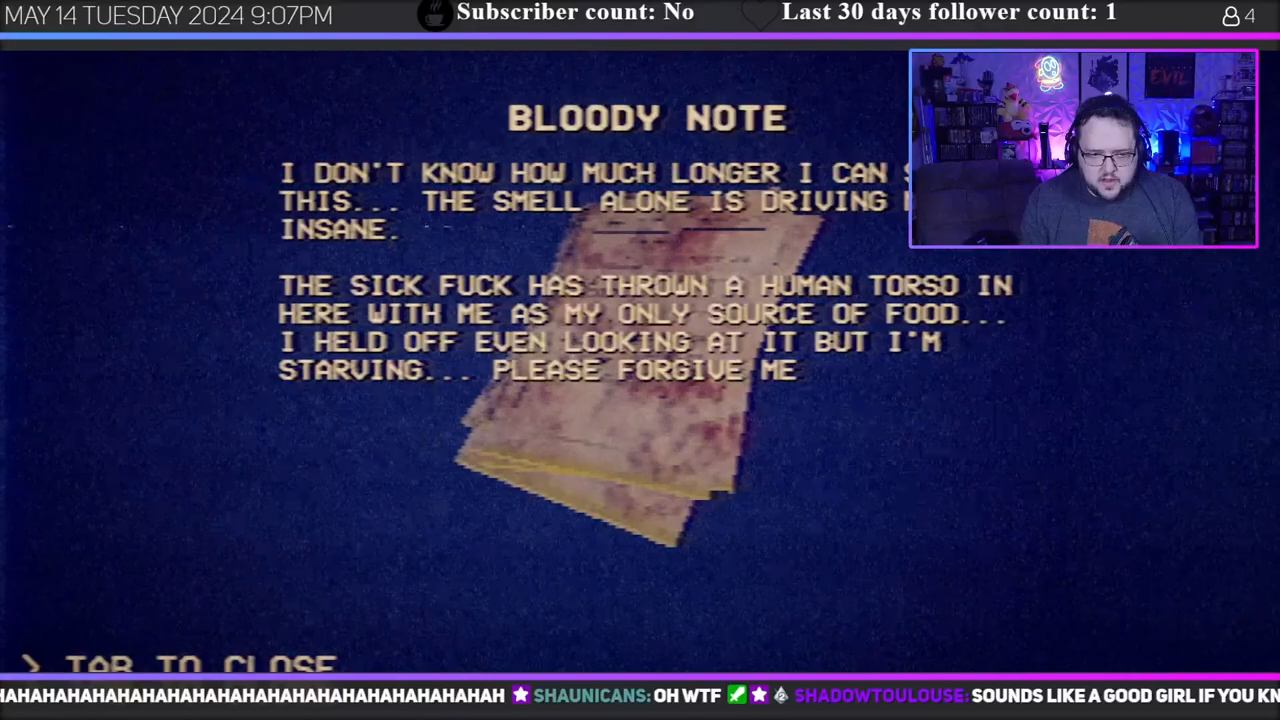 MAY 14 TUESDAY 2024 9:07PM
Subscriber count: No
Last 30 days follower count: 1
4
EVIL
BLOODY NOTE
I DON'T KNOW HOW MUCH LONGER I CAN
THIS... THE SMELL ALONE IS DRIVING
INSANE.
THE SICK FUCK HAS THROWN A HUMAN TORSO IN
HERE WITH ME AS MY ONLY SOURCE OF FOOD...
I HELD OFF EVEN LOOKING AT IT BUT I'M
STARVING... PLEASE FORGIVE ME
> TAB TO CLOSE
HAHAHAHAHAHAHAHAHAHAHAHAHAHAHAHAHAHAHAH SHAUNICANS: OH WTF SHADOWTOULOUSE: SOUNDS LIKE A GOOD GIRL IF YOU KN